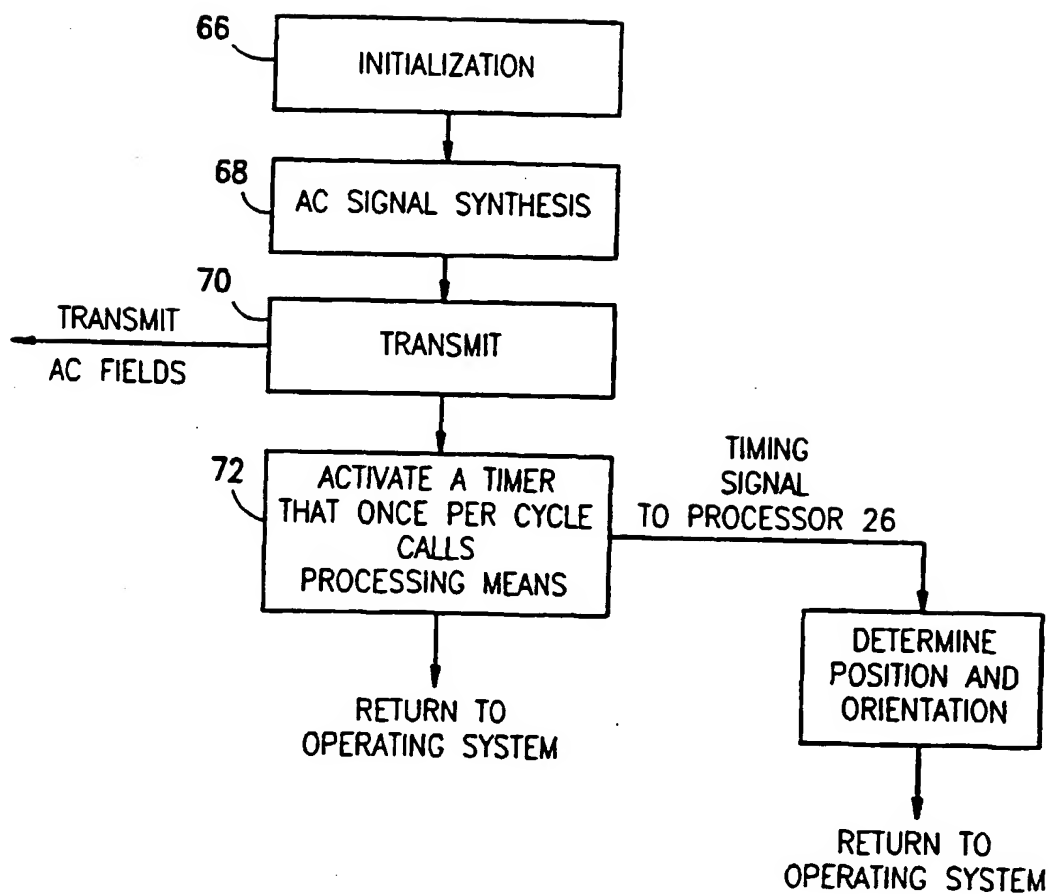 66
INITIALIZATION
68
AC SIGNAL SYNTHESIS
70
TRANSMIT
AC FIELDS
TRANSMIT
72
ACTIVATE A TIMER
THAT ONCE PER CYCLE
CALLS
PROCESSING MEANS
TIMING
SIGNAL
TO PROCESSOR 26
RETURN TO
OPERATING SYSTEM
DETERMINE
POSITION AND
ORIENTATION
RETURN TO
OPERATING SYSTEM